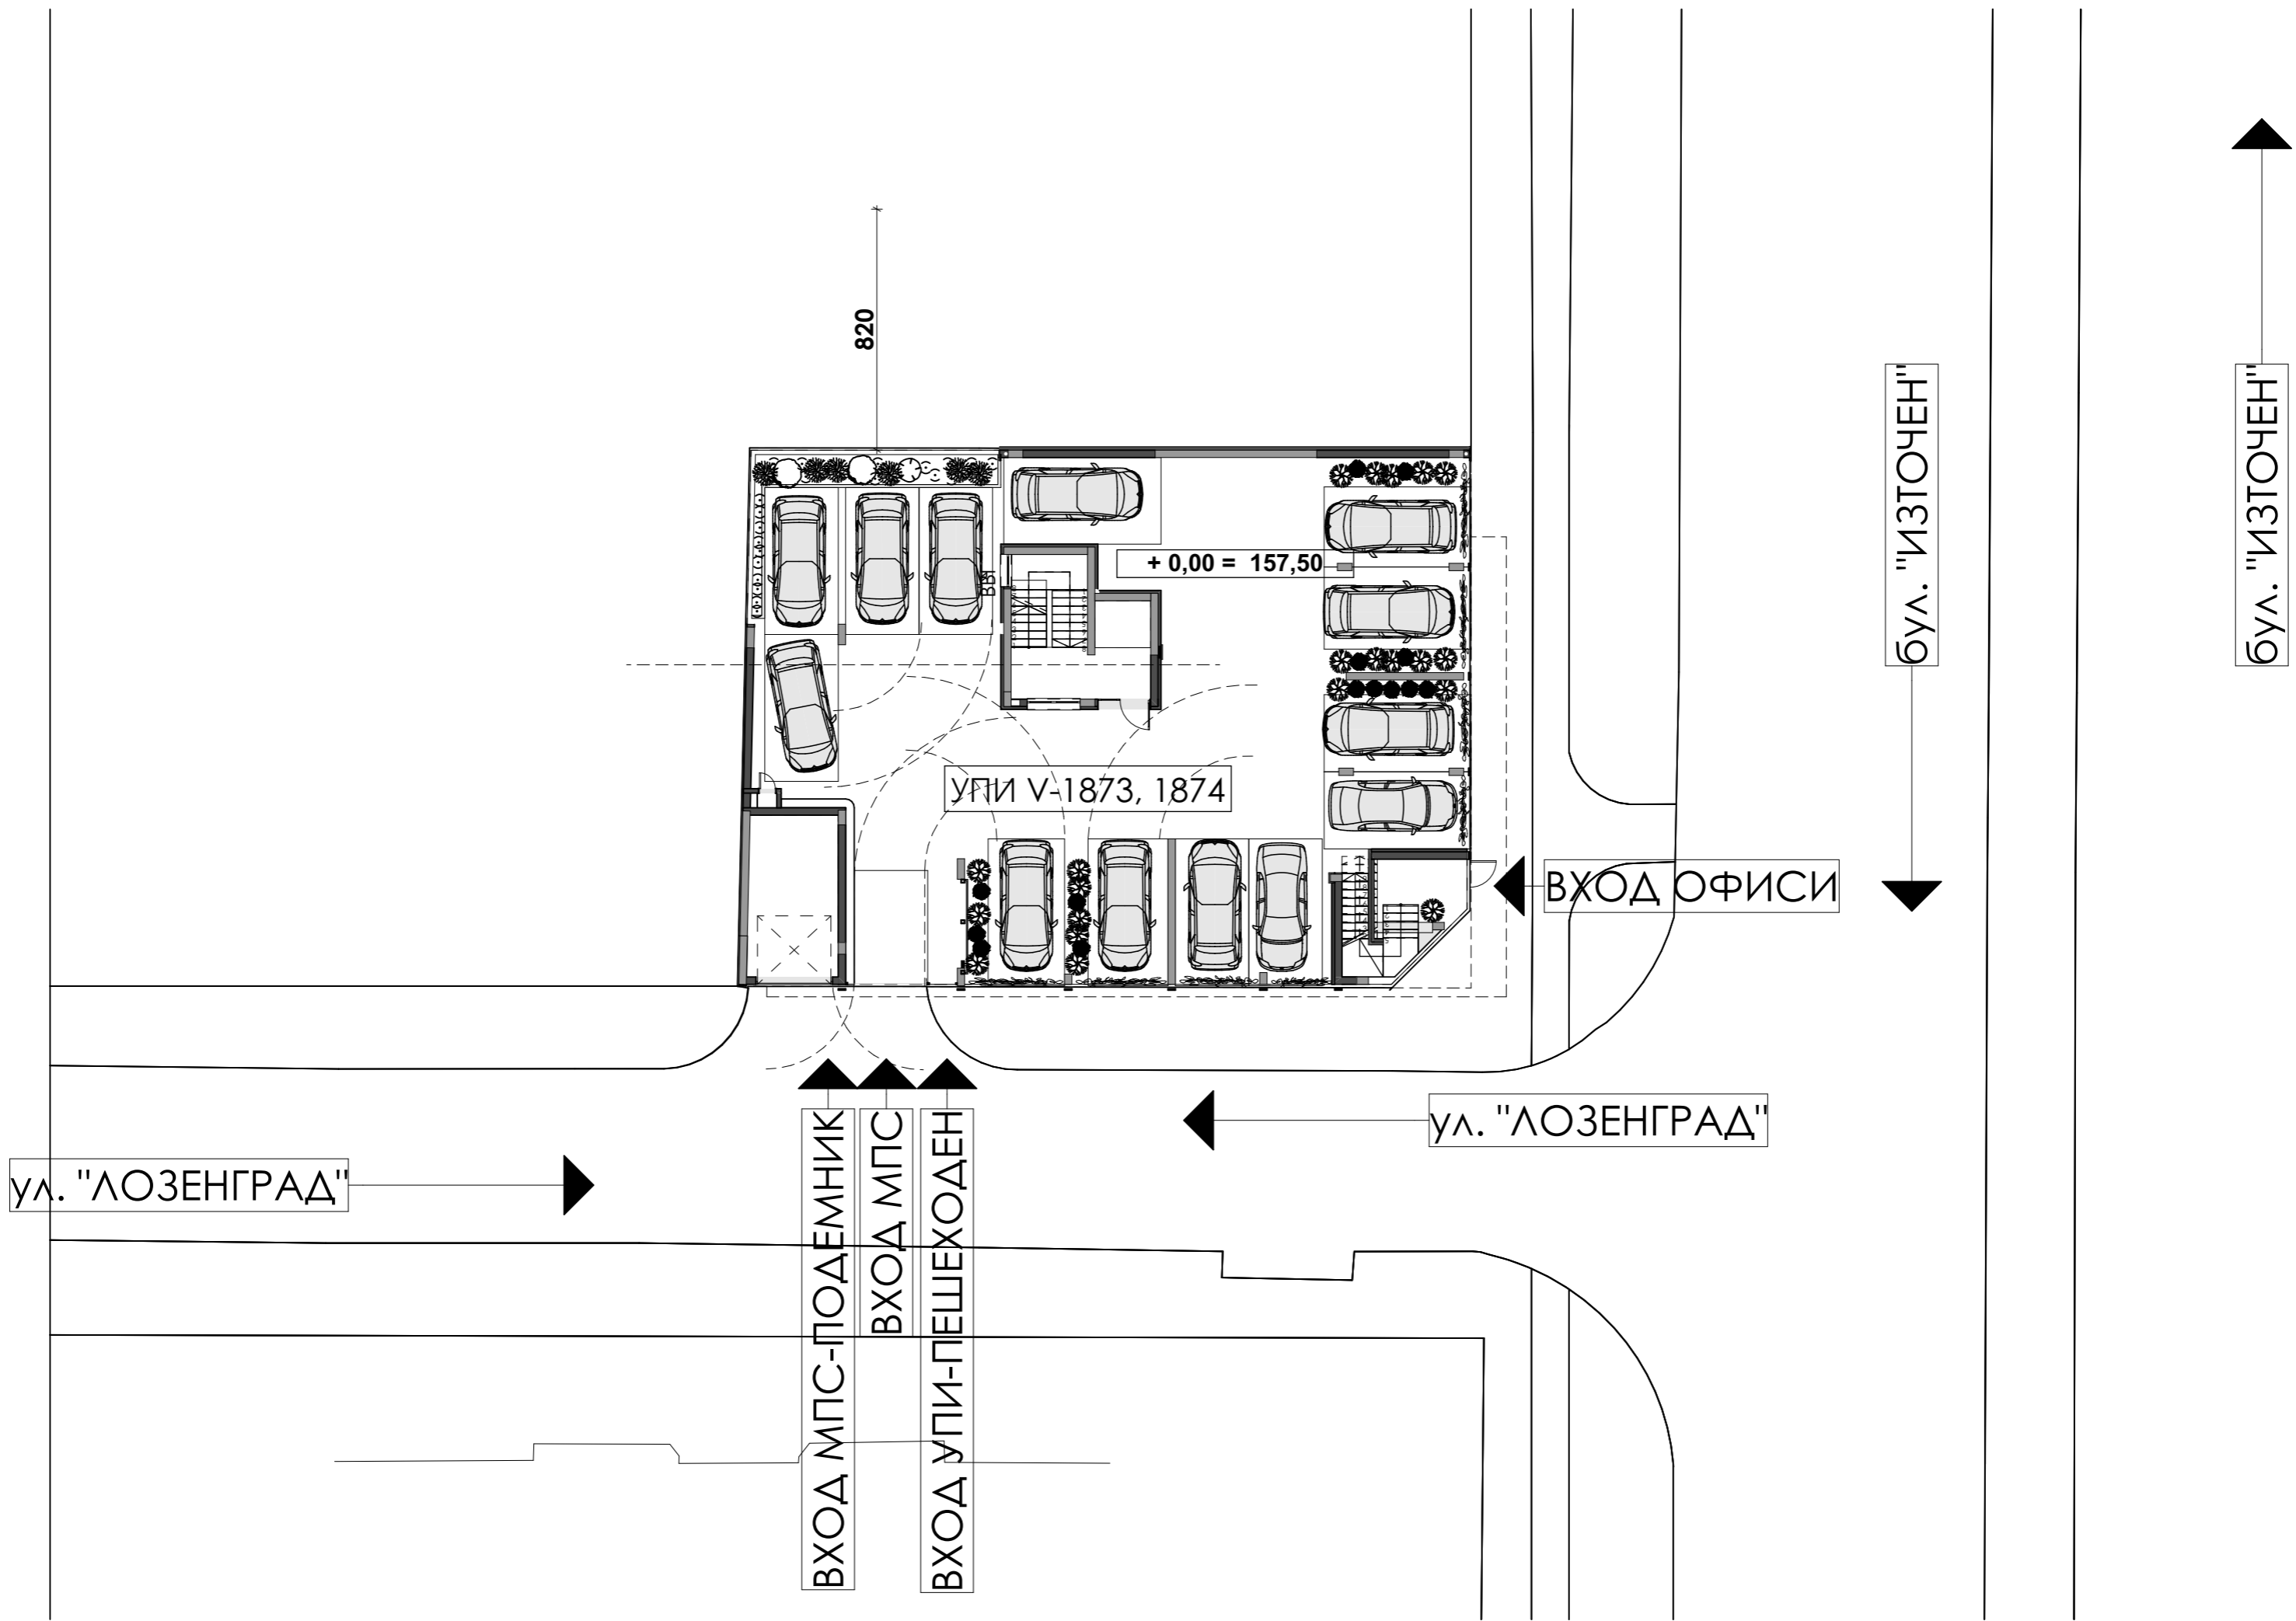 820
бул. "ИЗТОЧЕН"
бул. "ИЗТОЧЕН"
+ 0,00 = 157,50
УПИ V-1873, 1874
ВХОД ОФИСИ
ВХОД МПС-ПОДЕМНИК
ВХОД МПС
ВХОД УПИ-ПЕШЕХОДЕН
ул. "ЛОЗЕНГРАД"
ул. "ЛОЗЕНГРАД"